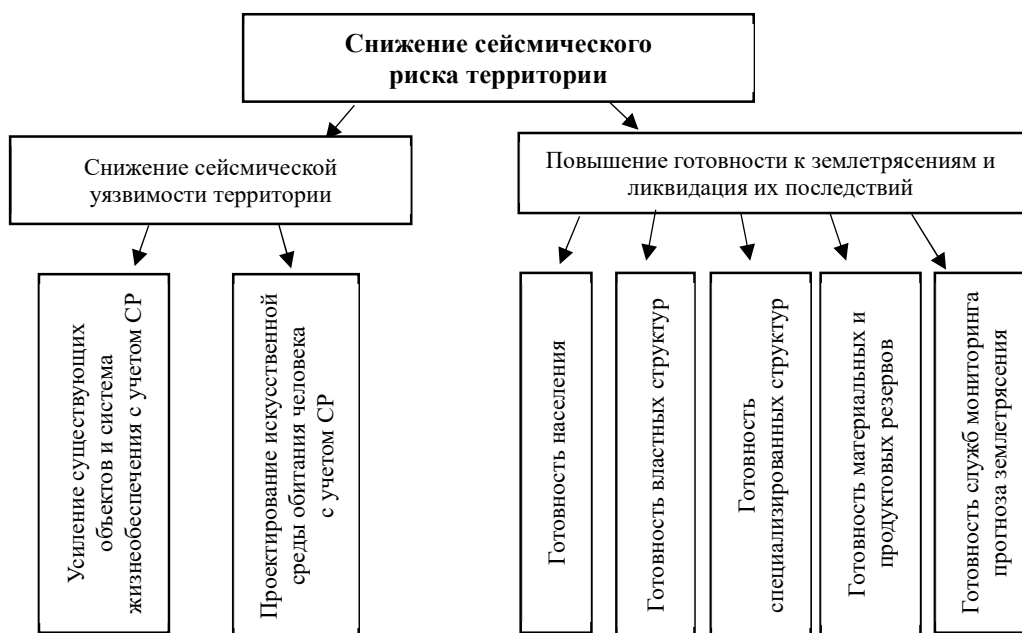 Снижение сейсмического
риска территории
Снижение сейсмической
уязвимости территории
Повышение готовности к землетрясениям и
ликвидация их последствий
Усиление существующих
объектов и система
жизнеобеспечения с учетом СР
Проектирование искусственной
среды обитания человека
с учетом СР
Готовность населения
Готовность властных структур
Готовность
специализированных структур
Готовность материальных и
продуктовых резервов
Готовность служб мониторинга
прогноза землетрясения